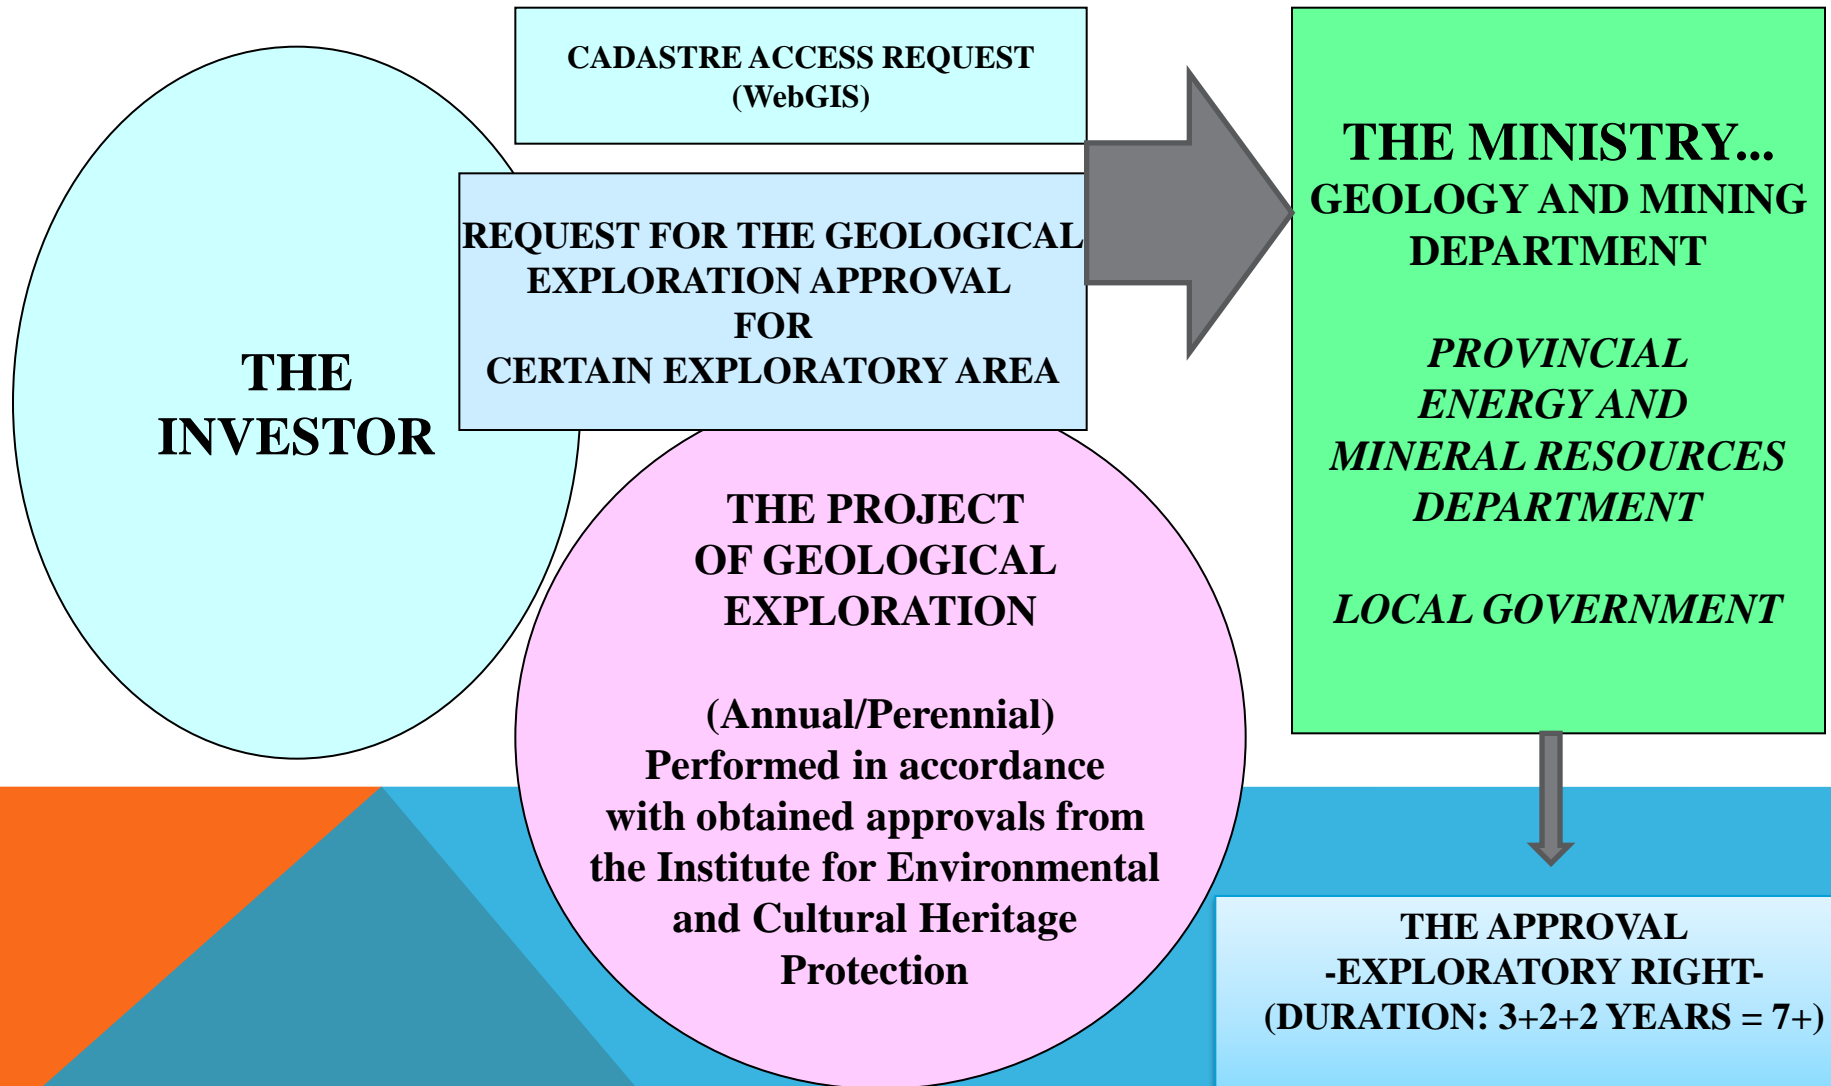 CADASTRE ACCESS REQUEST
(WebGIS)
REQUEST FOR THE GEOLOGICAL
EXPLORATION APPROVAL
FOR
CERTAIN EXPLORATORY AREA
THE
INVESTOR
THE PROJECT
OF GEOLOGICAL
EXPLORATION
(Annual/Perennial)
Performed in accordance
with obtained approvals from
the Institute for Environmental
and Cultural Heritage
Protection
THE MINISTRY...
GEOLOGY AND MINING
DEPARTMENT
PROVINCIAL
ENERGY AND
MINERAL RESOURCES
DEPARTMENT
LOCAL GOVERNMENT
THE APPROVAL
-EXPLORATORY RIGHT-
(DURATION: 3+2+2 YEARS = 7+)